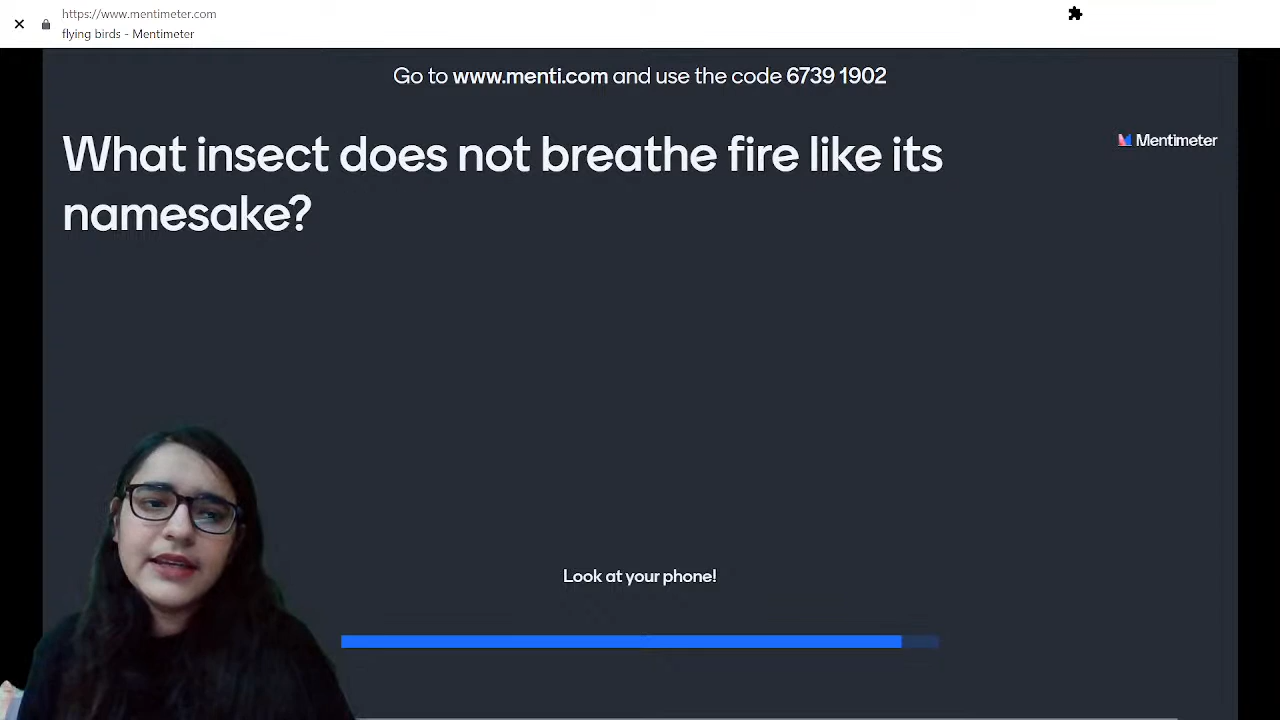 https://www.mentimeter.com
flying birds - Mentimeter
Go to www.menti.com and use the code 6739 1902
What insect does not breathe fire like its
namesake?
Mentimeter
Look at your phone!